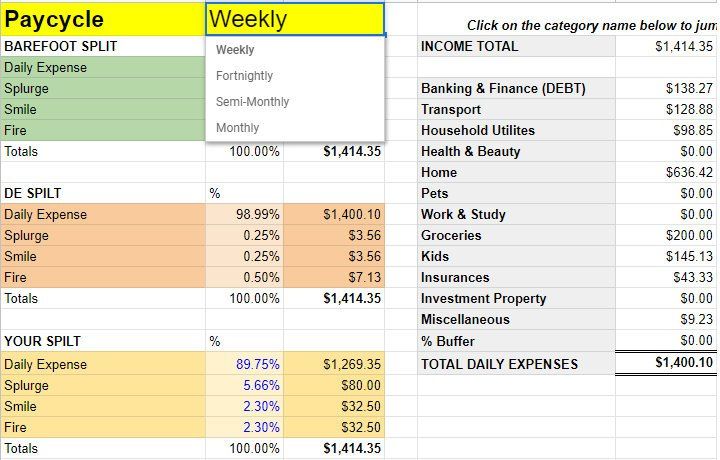 Paycycle Weekly
Click on the category name below to jum
BAREFOOT SPLIT Weekly INCOME TOTAL $1,414.35
Daily Expense Fortnightly
Splurge Semi-Monthly Banking & Finance (DEBT) $138.27
Smile Monthly Transport $128.88
Fire Household Utilites $98.85
Totals 100.00% $1,414.35 Health & Beauty $0.00
Home $636.42
DE SPILT % Pets $0.00
Daily Expense 98.99% $1,400.10 Work & Study $0.00
Splurge 0.25% $3.56 Groceries $200.00
Smile 0.25% $3.56 Kids $145.13
Fire 0.50% $7.13 Insurances $43.33
Totals 100.00% $1,414.35 Investment Property $0.00
Miscellaneous $9.23
YOUR SPILT % % Buffer $0.00
Daily Expense 89.75% $1,269.35 TOTAL DAILY EXPENSES $1,400.10
Splurge 5.66% $80.00
Smile 2.30% $32.50
Fire 2.30% $32.50
Totals 100.00% $1,414.35